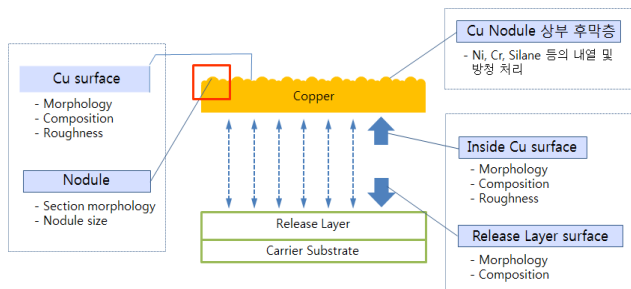 Cu surface
- Morphology
- Composition
- Roughness
Nodule
- Section morphology
- Nodule size
Copper
Release Layer
Carrier Substrate
Cu Nodule 상부 후막층
- Ni, Cr, Silane 등의 내열 및
방청 처리
Inside Cu surface
- Morphology
- Composition
- Roughness
Release Layer surface
- Morphology
- Composition